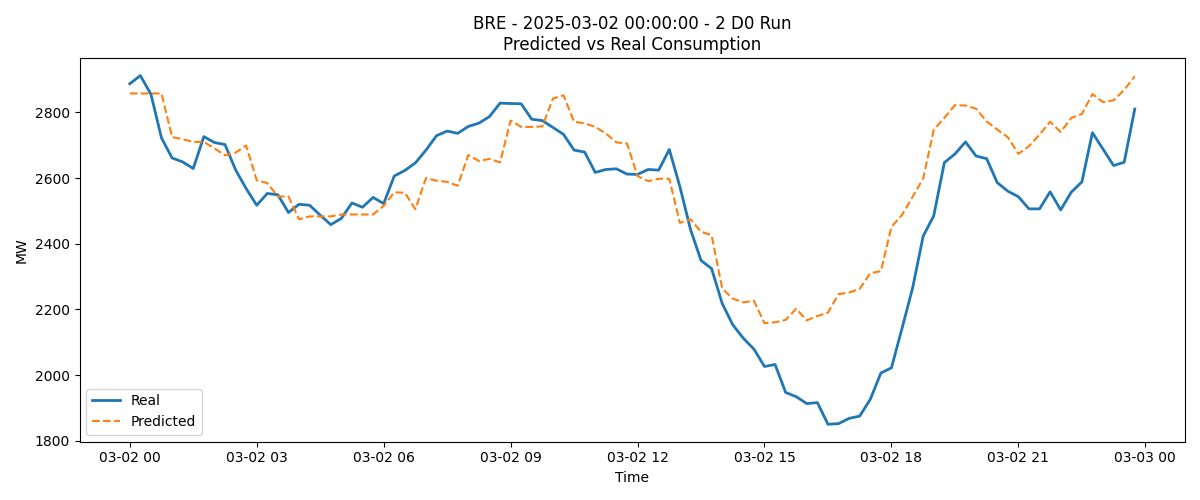 BRE - 2025-03-02 00:00:00 - 2 D0 Run
Predicted vs Real Consumption
MW
2800
2600
2400
2200
2000
1800
Real
Predicted
03-02 00 03-02 03 03-02 06 03-02 09 03-02 12 03-02 15 03-02 18 03-02 21 03-03 00
Time